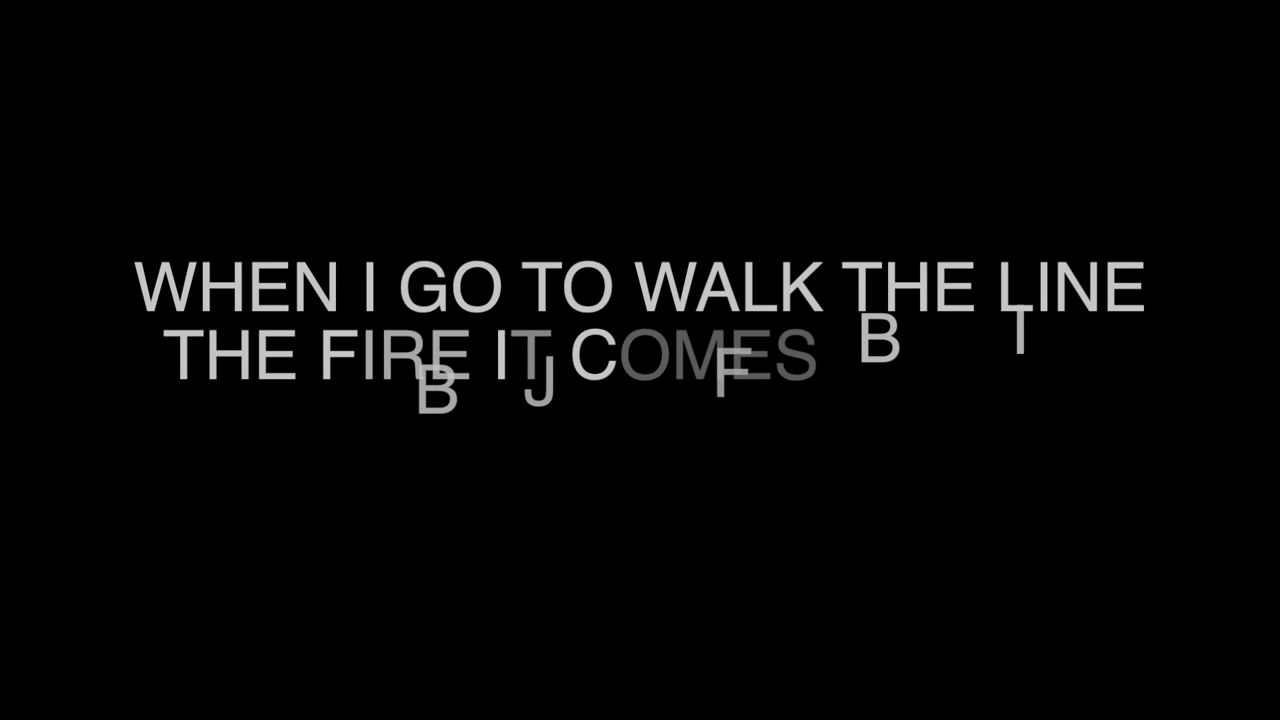 WHEN I GO TO WALK THE LINE
THE FIRE IT COMES
B J F B I